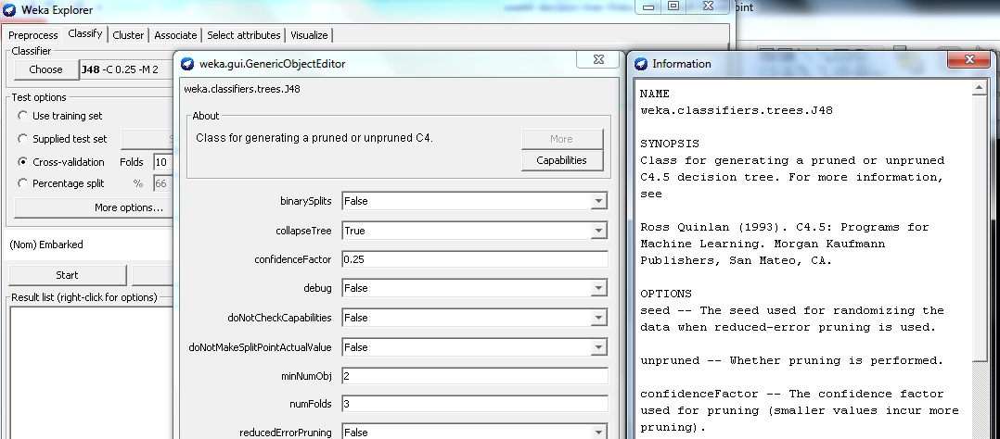 Weka Explorer
oint
Preprocess Classify Cluster Associate Select attributes Visualize
Classifier
Choose J48 -C 0.25 -M 2
Test options
Use training set
Supplied test set
Cross-validation Folds 10
Percentage split % 66
More options...
(Nom) Embarked
Start
Result list (right-click for options)
weka.gui.GenericObjectEditor
weka.classifiers.trees.J48
About
Class for generating a pruned or unpruned C4.
More
Capabilities
binarySplits False
collapseTree True
confidenceFactor 0.25
debug False
doNotCheckCapabilities False
doNotMakeSplitPointActualValue False
minNumObj 2
numFolds 3
reducedErrorPruning False
Information
NAME
weka.classifiers.trees.J48
SYNOPSIS
Class for generating a pruned or unpruned
C4.5 decision tree. For more information,
see
Ross Quinlan (1993). C4.5: Programs for
Machine Learning. Morgan Kaufmann
Publishers, San Mateo, CA.
OPTIONS
seed -- The seed used for randomizing the
data when reduced-error pruning is used.
unpruned -- Whether pruning is performed.
confidenceFactor -- The confidence factor
used for pruning (smaller values incur more
pruning).